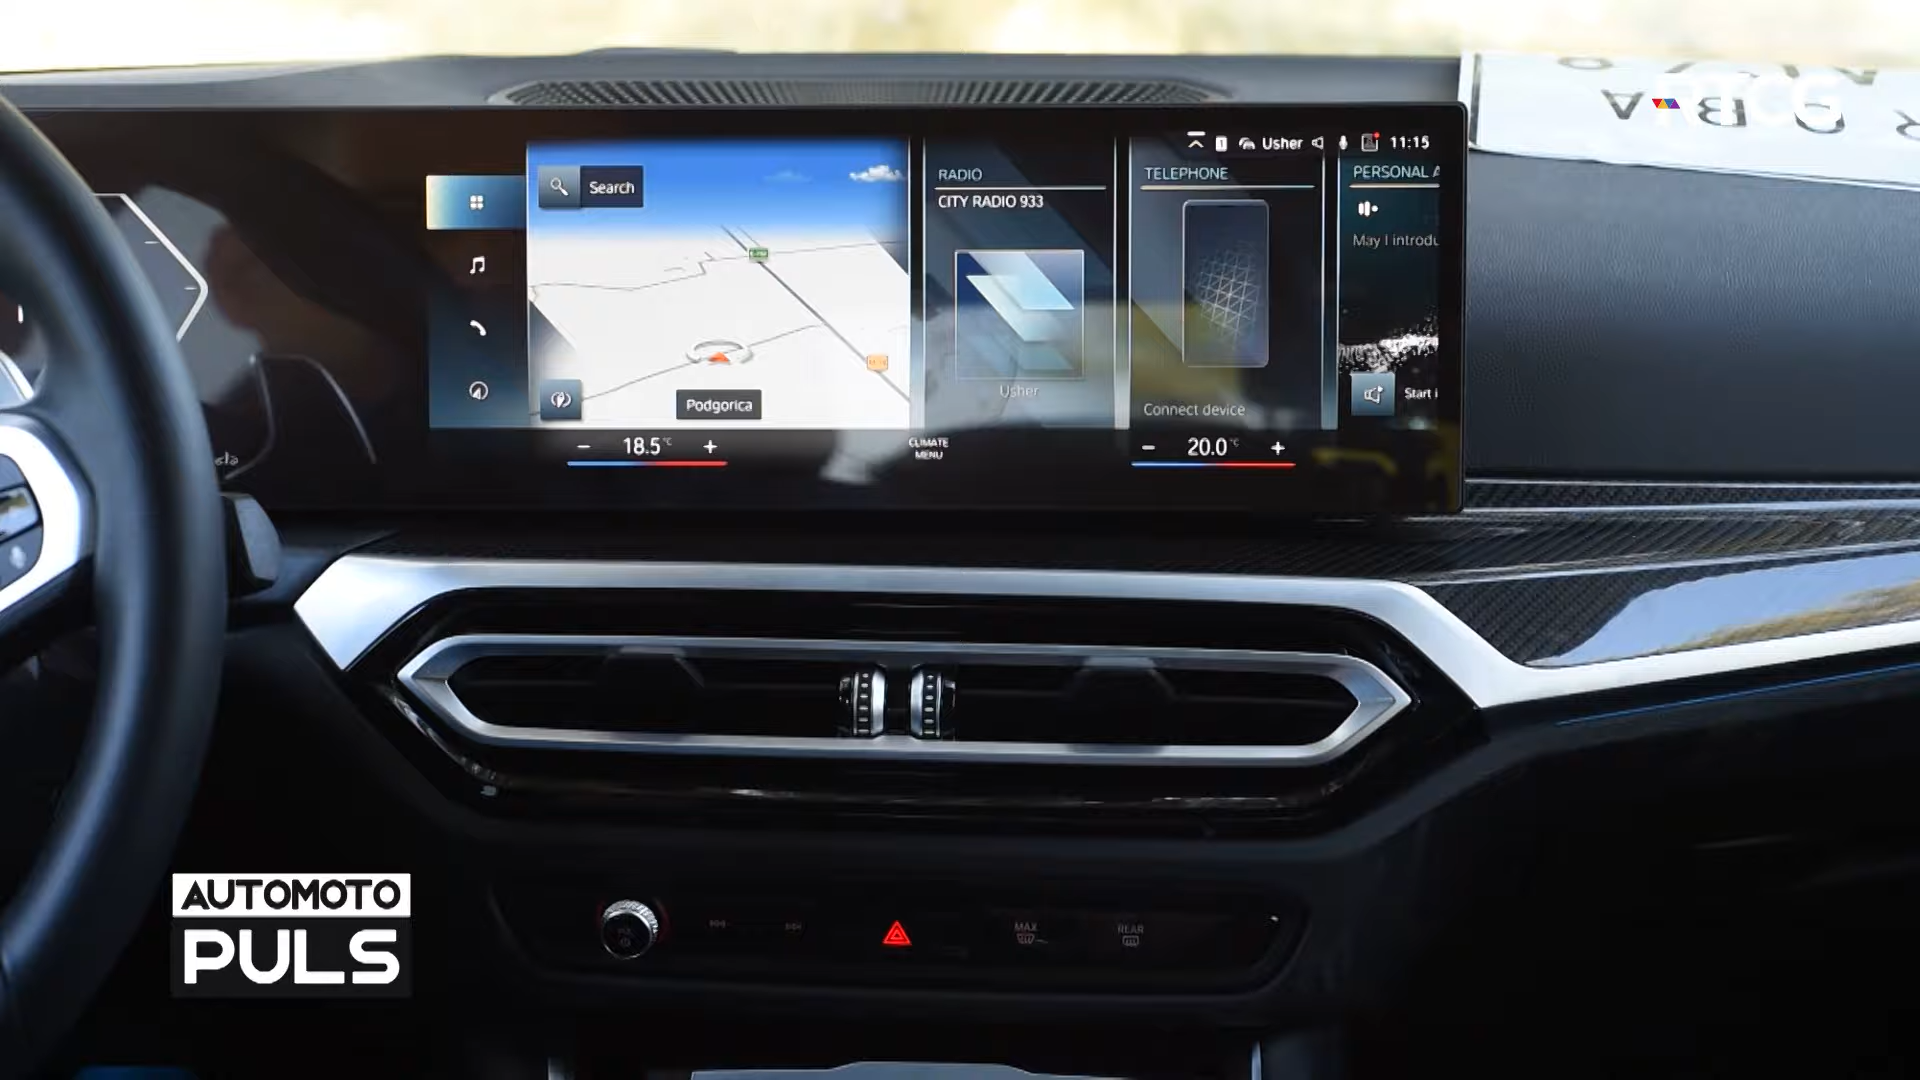 RTCG
Usher
11:15
Search
RADIO
CITY RADIO 933
Usher
TELEPHONE
Connect device
PERSONAL A
May I introdu
Start i
Podgorica
− 18.5 °C +
CLIMATE
MENU
− 20.0 °C +
MAX
REAR
AUTOMOTO
PULS